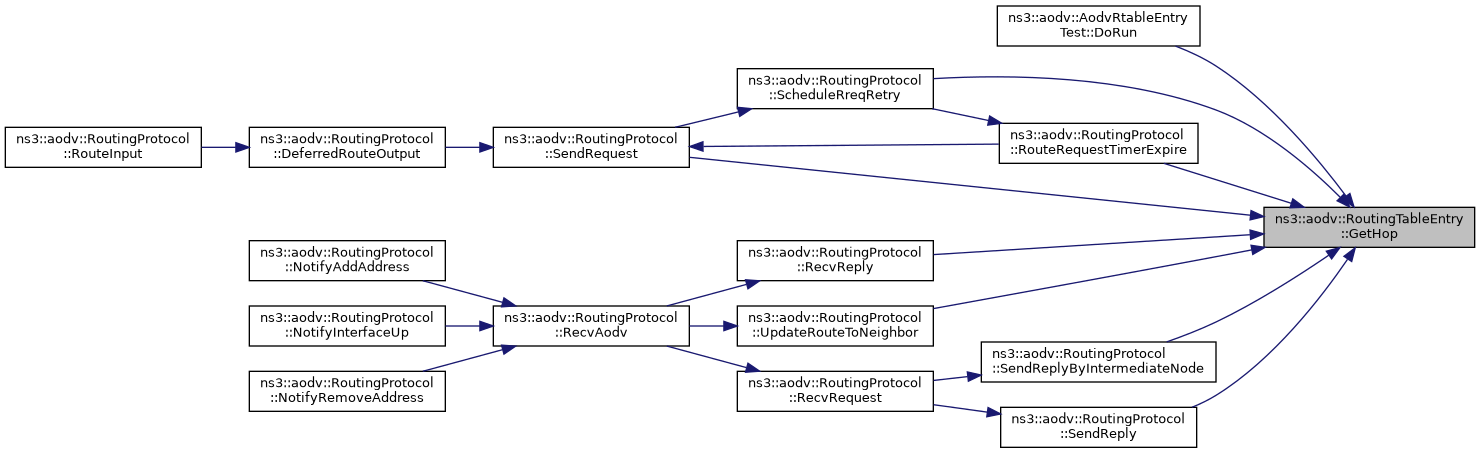 ns3::aodv::AodvRtableEntry
Test::DoRun
ns3::aodv::RoutingProtocol
::ScheduleRreqRetry
ns3::aodv::RoutingProtocol
::RouteInput
ns3::aodv::RoutingProtocol
::DeferredRouteOutput
ns3::aodv::RoutingProtocol
::SendRequest
ns3::aodv::RoutingProtocol
::RouteRequestTimerExpire
ns3::aodv::RoutingTableEntry
::GetHop
ns3::aodv::RoutingProtocol
::NotifyAddAddress
ns3::aodv::RoutingProtocol
::RecvReply
ns3::aodv::RoutingProtocol
::NotifyInterfaceUp
ns3::aodv::RoutingProtocol
::RecvAodv
ns3::aodv::RoutingProtocol
::UpdateRouteToNeighbor
ns3::aodv::RoutingProtocol
::SendReplyByIntermediateNode
ns3::aodv::RoutingProtocol
::NotifyRemoveAddress
ns3::aodv::RoutingProtocol
::RecvRequest
ns3::aodv::RoutingProtocol
::SendReply